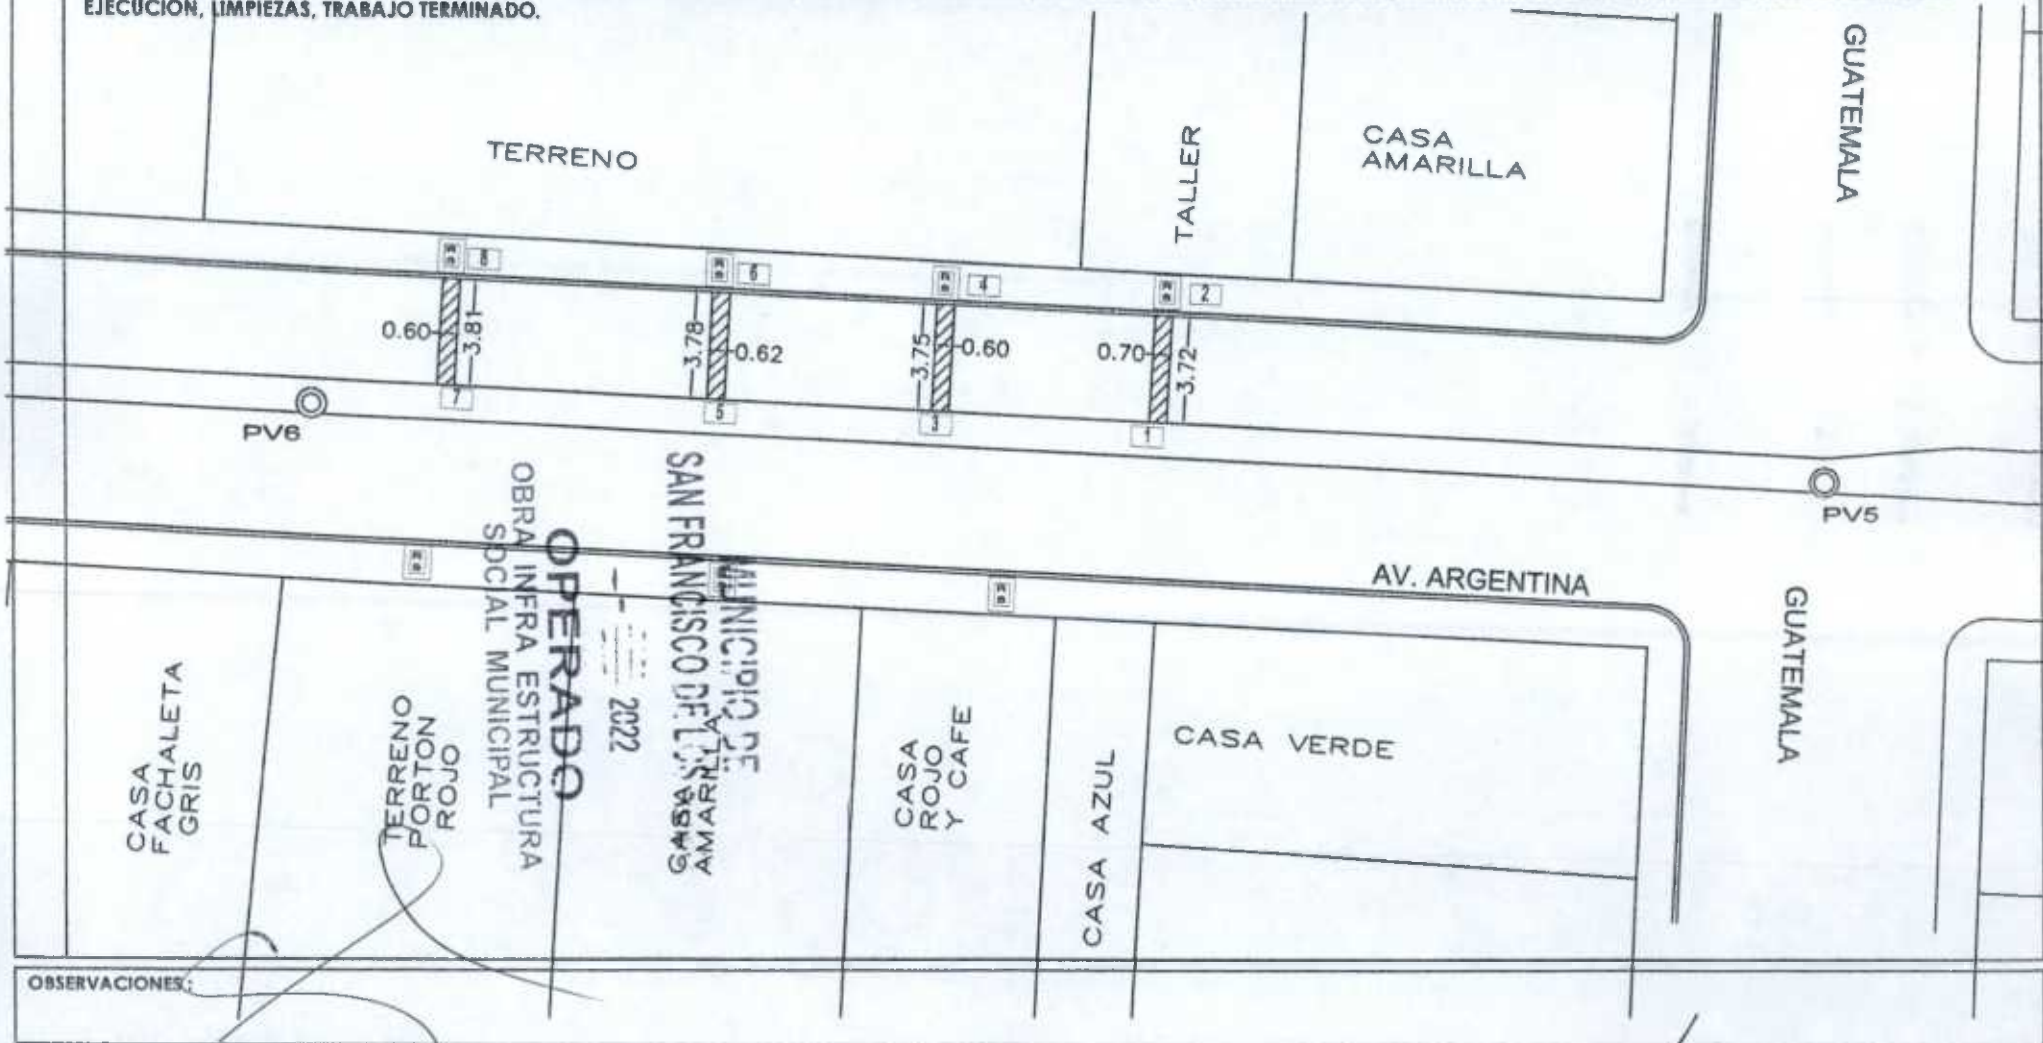 EJECUCION, LIMPIEZAS, TRABAJO TERMINADO.
GUATEMALA
TERRENO
TALLER
CASA
AMARILLA
8
6
4
2
0.60
3.81
3.78
0.62
3.75
0.60
0.70
3.72
7
5
3
1
PV6
PV5
AV. ARGENTINA
GUATEMALA
MUNICIPIO DE
SAN FRANCISCO DE LOS
2022
OPERADO
OBRA INFRA ESTRUCTURA
SOCIAL MUNICIPAL
CASA
FACHALETA
GRIS
TERRENO
PORTON
ROJO
CASA
AMARILLA
CASA
ROJO
Y CAFE
CASA AZUL
CASA VERDE
OBSERVACIONES: